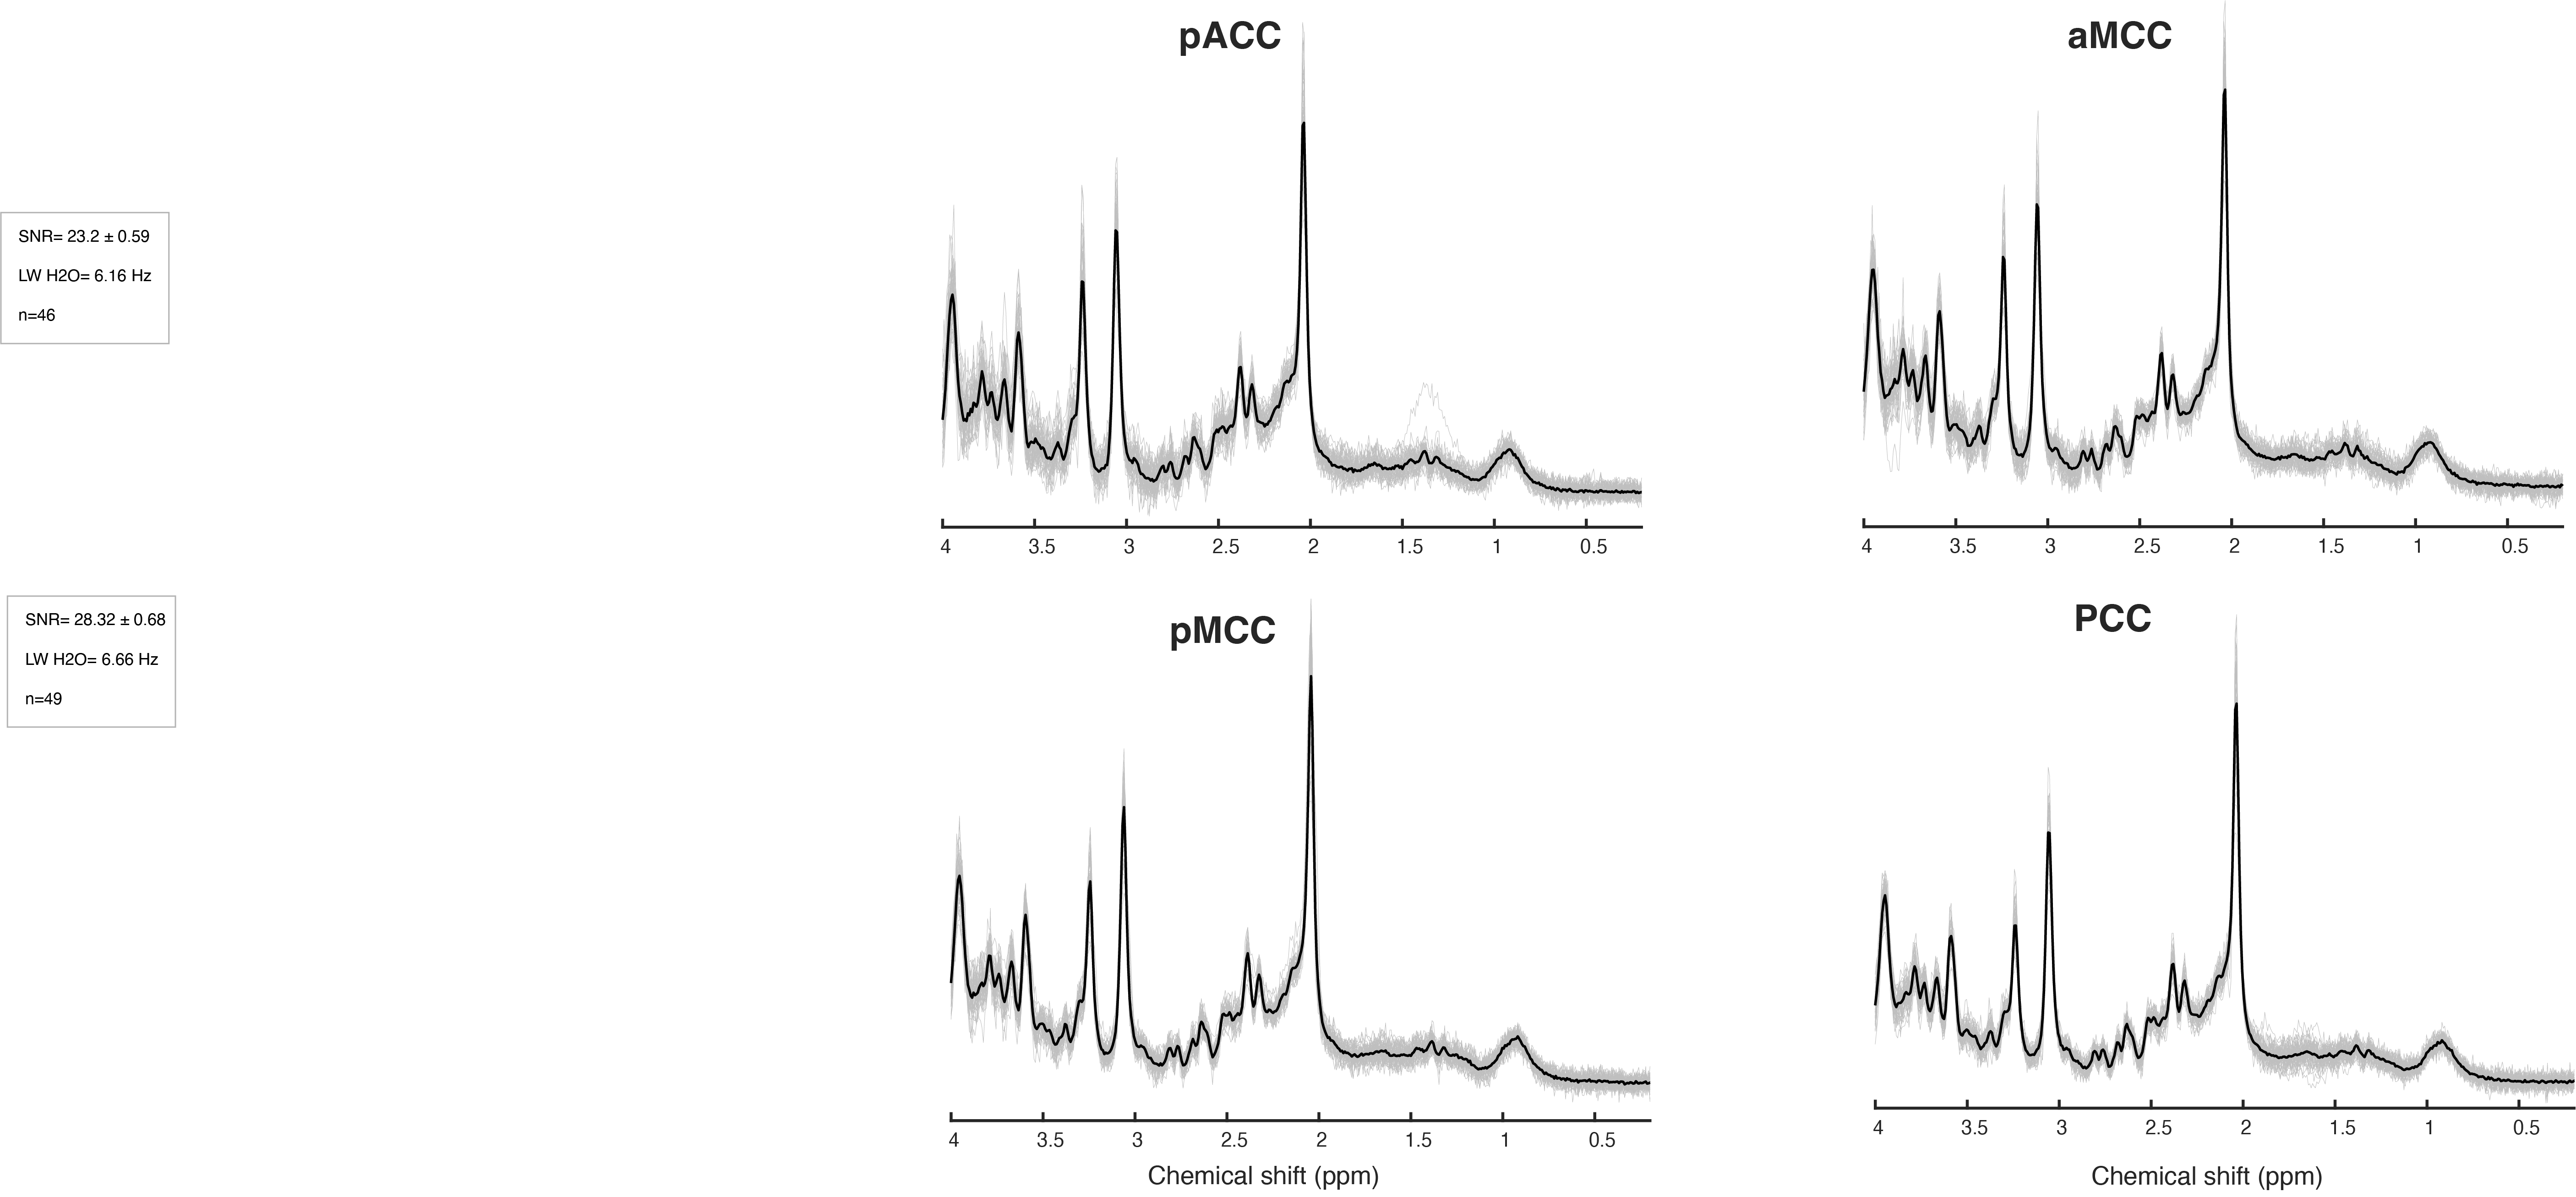 pACC
aMCC
SNR= 23.2 ± 0.59
LW H2O= 6.16 Hz
n=46
4 3.5 3 2.5 2 1.5 1 0.5
4 3.5 3 2.5 2 1.5 1 0.5
pMCC
PCC
SNR= 28.32 ± 0.68
LW H2O= 6.66 Hz
n=49
4 3.5 3 2.5 2 1.5 1 0.5
4 3.5 3 2.5 2 1.5 1 0.5
Chemical shift (ppm)
Chemical shift (ppm)